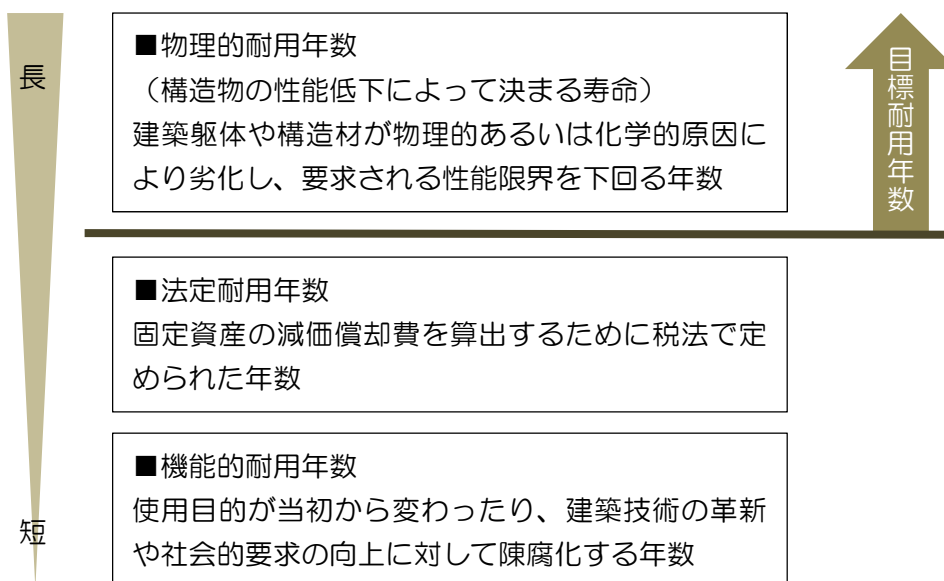 長
■物理的耐用年数
（構造物の性能低下によって決まる寿命）
建築躯体や構造材が物理的あるいは化学的原因に
より劣化し、要求される性能限界を下回る年数
目標耐用年数
■法定耐用年数
固定資産の減価償却費を算出するために税法で定
められた年数
■機能的耐用年数
使用目的が当初から変わったり、建築技術の革新
や社会的要求の向上に対して陳腐化する年数
短